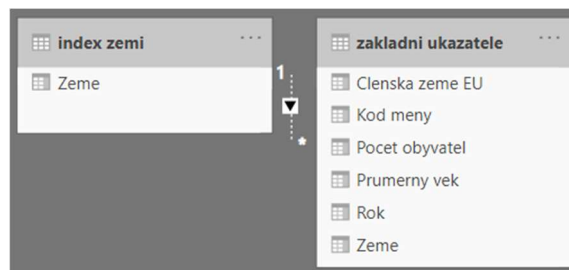 index zemi ...
Zeme
1
*
zakladni ukazatele ...
Clenska zeme EU
Kod meny
Pocet obyvatel
Prumerny vek
Rok
Zeme